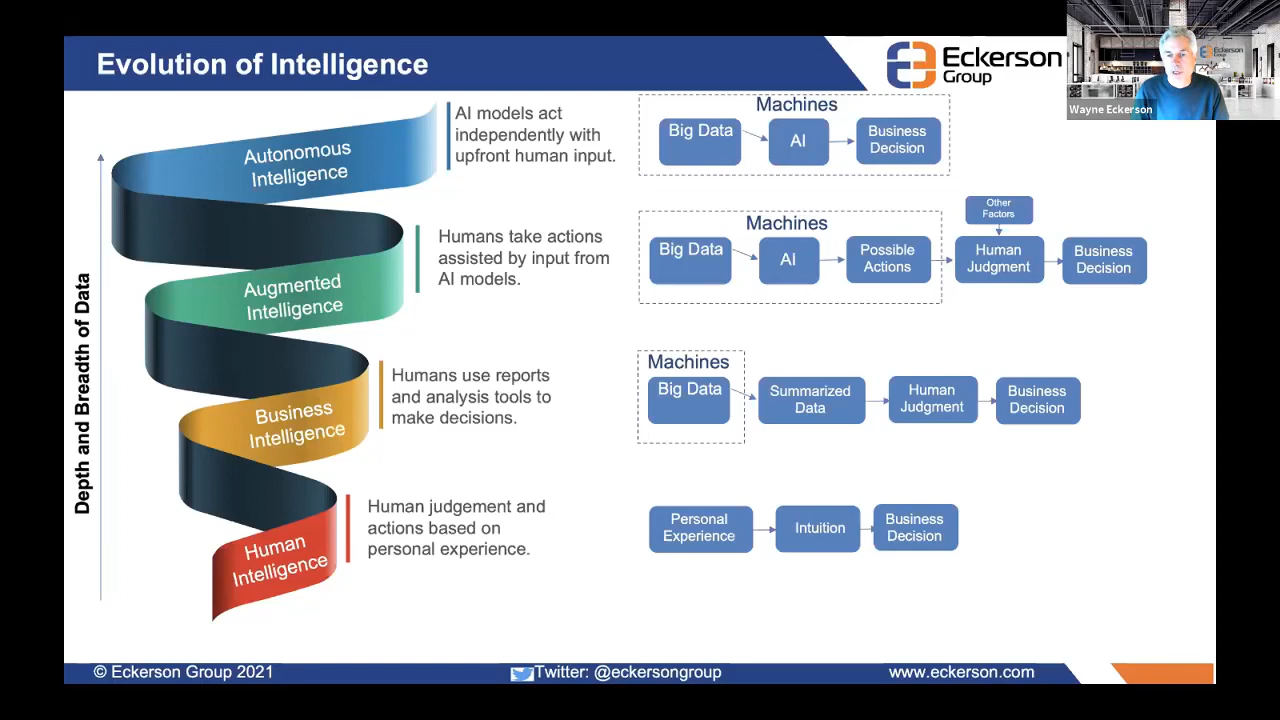 Evolution of Intelligence
Eckerson
Group
Eckerson
Group
Wayne Eckerson
Depth and Breadth of Data
Autonomous
Intelligence
AI models act
independently with
upfront human input.
Machines
Big Data
AI
Business
Decision
Augmented
Intelligence
Humans take actions
assisted by input from
AI models.
Machines
Big Data
AI
Possible
Actions
Other
Factors
Human
Judgment
Business
Decision
Business
Intelligence
Humans use reports
and analysis tools to
make decisions.
Machines
Big Data
Summarized
Data
Human
Judgment
Business
Decision
Human
Intelligence
Human judgement and
actions based on
personal experience.
Personal
Experience
Intuition
Business
Decision
© Eckerson Group 2021
Twitter: @eckersongroup
www.eckerson.com